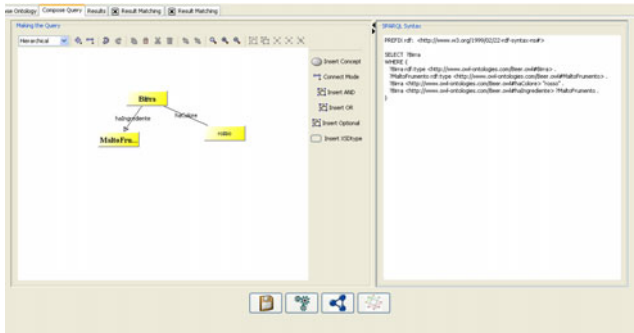 se Ontology Compose Query Results Result Matching Result Matching
Making the Query
Hierarchical
Insert Concept
Connect Mode
Insert AND
Insert OR
Insert Optional
Insert XSDtype
Birra
haIngrediente
haColore
MaltoFru...
rosso
SPARQL Syntax
PREFIX rdf: <http://www.w3.org/1999/02/22-rdf-syntax-ns#>
SELECT ?Birra
WHERE {
?Birra rdf:type <http://www.owl-ontologies.com/Beer.owl#Birra> .
?MaltoFrumento rdf:type <http://www.owl-ontologies.com/Beer.owl#MaltoFrumento> .
?Birra <http://www.owl-ontologies.com/Beer.owl#haColore> "rosso" .
?Birra <http://www.owl-ontologies.com/Beer.owl#haIngrediente> ?MaltoFrumento .
}